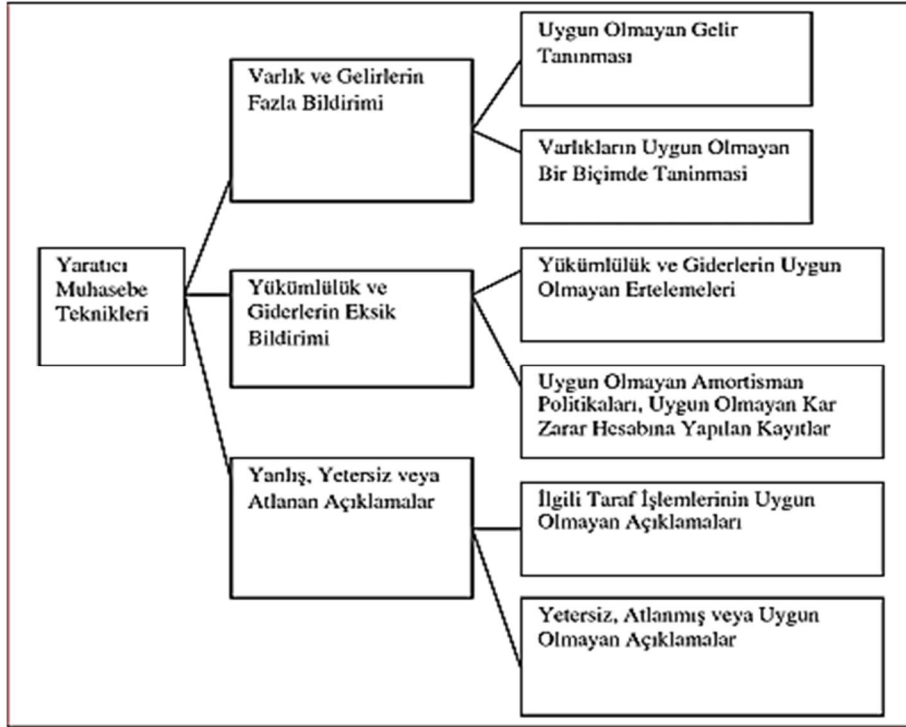 Yaratıcı
Muhasebe
Teknikleri
Varlık ve Gelirlerin
Fazla Bildirimi
Uygun Olmayan Gelir
Tanınması
Varlıkların Uygun Olmayan
Bir Biçimde Taninmasi
Yükümlülük ve
Giderlerin Eksik
Bildirimi
Yükümlülük ve Giderlerin Uygun
Olmayan Ertelemeleri
Uygun Olmayan Amortisman
Politikaları, Uygun Olmayan Kar
Zarar Hesabına Yapılan Kayıtlar
Yanlış, Yetersiz veya
Atlanan Açıklamalar
İlgili Taraf İşlemlerinin Uygun
Olmayan Açıklamaları
Yetersiz, Atlanmış veya Uygun
Olmayan Açıklamalar